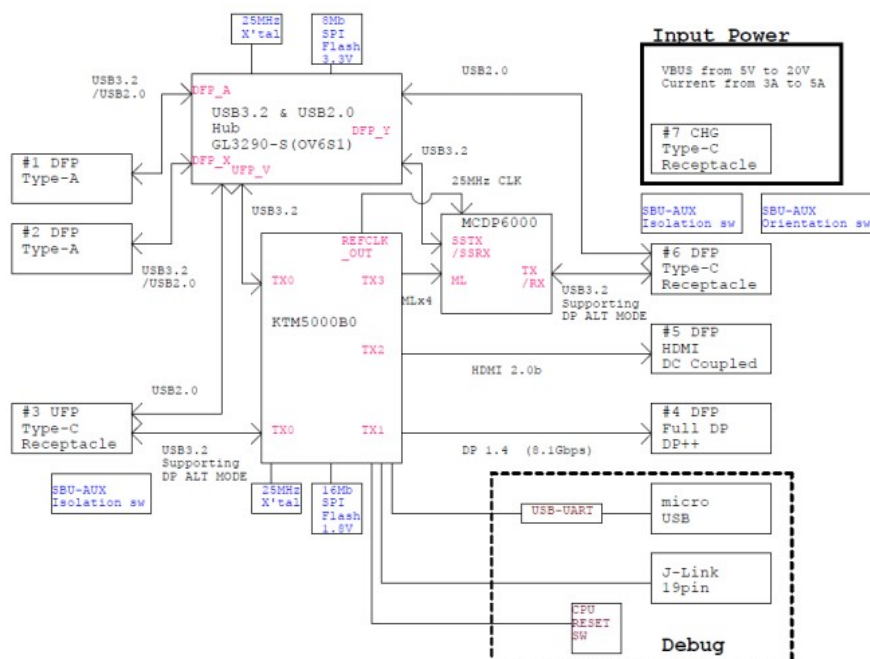 25MHz
X'tal
8Mb
SPI
Flash
3.3V
Input Power
VBUS from 5V to 20V
Current from 3A to 5A
#7 CHG
Type-C
Receptacle
USB3.2
/USB2.0
USB2.0
DFP_A
USB3.2 & USB2.0
Hub
GL3290-S(OV6S1)
DFP_Y
DFP_X
UFP_V
USB3.2
25MHz CLK
#1 DFP
Type-A
#2 DFP
Type-A
USB3.2
/USB2.0
USB3.2
SBU-AUX
Isolation sw
SBU-AUX
Orientation sw
MCDP6000
SSTX
/SSRX
ML
TX
/RX
REFCLK
_OUT
TX0
TX3
MLx4
KTM5000B0
TX2
TX0
TX1
#6 DFP
Type-C
Receptacle
USB3.2
Supporting
DP ALT MODE
#5 DFP
HDMI
DC Coupled
HDMI 2.0b
#4 DFP
Full DP
DP++
DP 1.4 (8.1Gbps)
USB2.0
#3 UFP
Type-C
Receptacle
USB3.2
Supporting
DP ALT MODE
SBU-AUX
Isolation sw
25MHz
X'tal
16Mb
SPI
Flash
1.8V
USB-UART
micro
USB
J-Link
19pin
CPU
RESET
SW
Debug